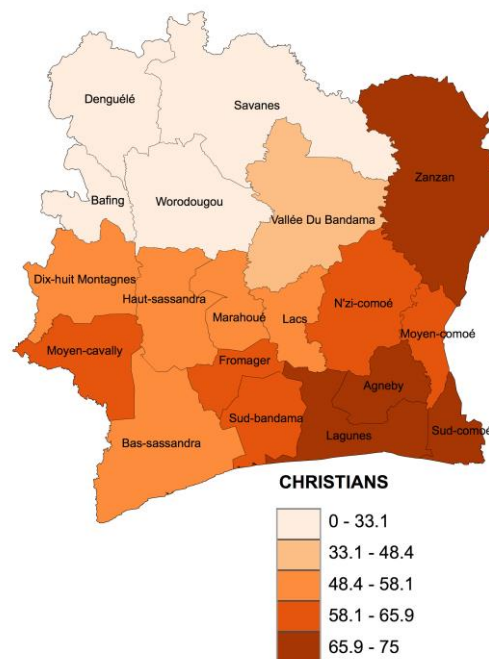 Denguélé
Savanes
Zanzan
Bafing
Worodougou
Vallée Du Bandama
Dix-huit Montagnes
Haut-sassandra
Marahoué
Lacs
N'zi-comoé
Moyen-comoé
Moyen-cavally
Fromager
Agneby
Sud-bandama
Lagunes
Sud-comoé
Bas-sassandra
CHRISTIANS
0 - 33.1
33.1 - 48.4
48.4 - 58.1
58.1 - 65.9
65.9 - 75